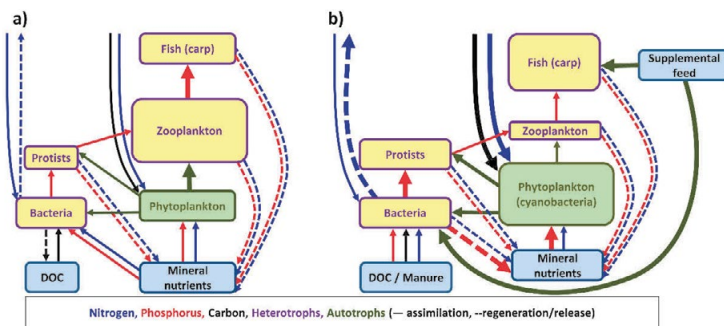 a)
Fish (carp)
Zooplankton
Protists
Phytoplankton
Bacteria
DOC
Mineral
nutrients
b)
Fish (carp)
Supplemental
feed
Zooplankton
Protists
Phytoplankton
(cyanobacteria)
Bacteria
DOC / Manure
Mineral
nutrients
Nitrogen, Phosphorus, Carbon, Heterotrophs, Autotrophs (— assimilation, --regeneration/release)